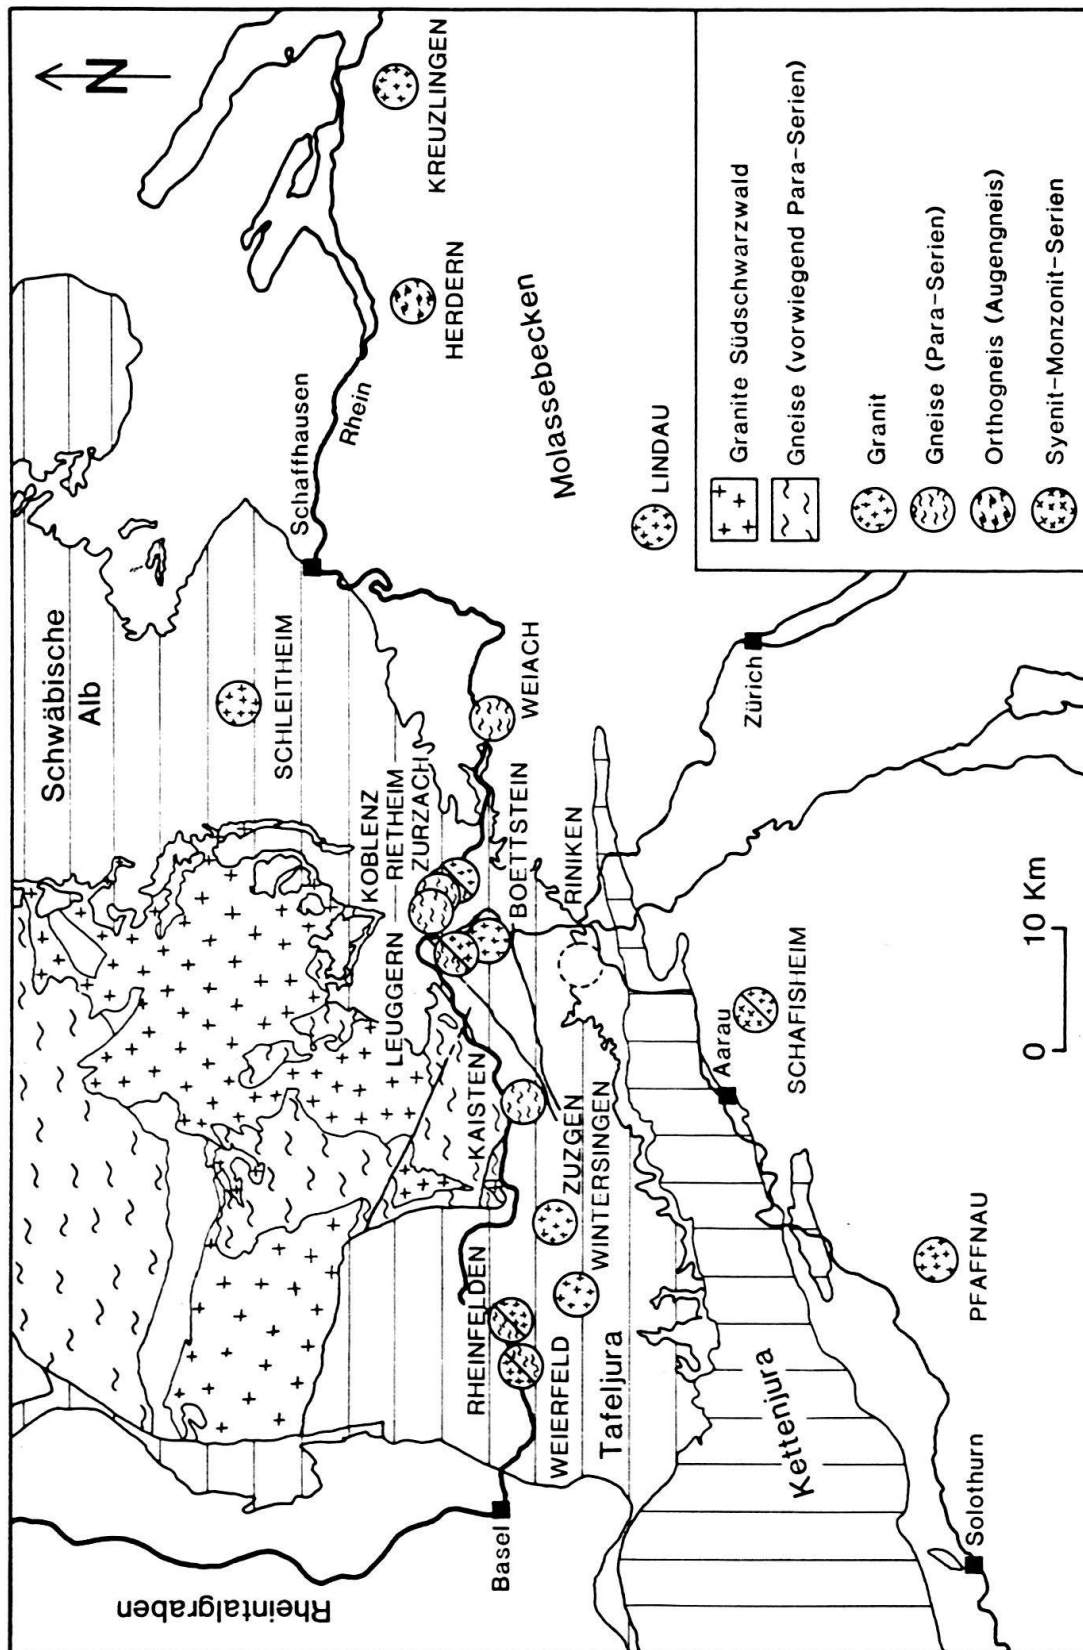 N
Rheintalgraben
Schwäbische
Alb
SCHLEITHEIM
Schaffhausen
Rhein
HERDERN
KREUZLINGEN
Molassebecken
LINDAU
KOBLENZ
RIETHEIM
ZURZACH
LEUGGERN
WEIACH
BOETTSTEIN
RINIKEN
KAISTEN
ZUZGEN
WINTERSINGEN
RHEINFELDEN
WEIERFELD
Basel
Tafeljura
Kettenjura
Zürich
Aarau
SCHAFISHEIM
PFAFFNAU
Solothurn
0 10 Km
Granite Südschwarzwald
Gneise (vorwiegend Para-Serien)
Granit
Gneise (Para-Serien)
Orthogneis (Augengneis)
Syenit-Monzonit-Serien